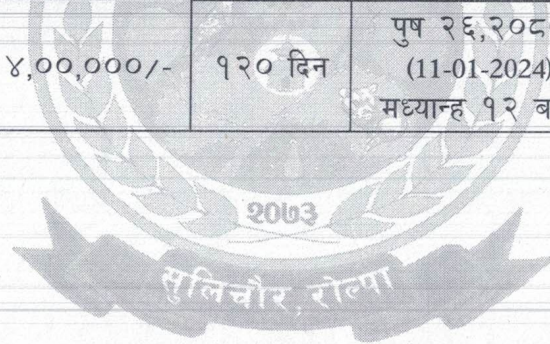 ४,००,०००/- १२० दिन पुष २६,२०८
(11-01-2024)
मध्यान्ह १२ ब
२०७३
सुलिचौर, रोल्पा